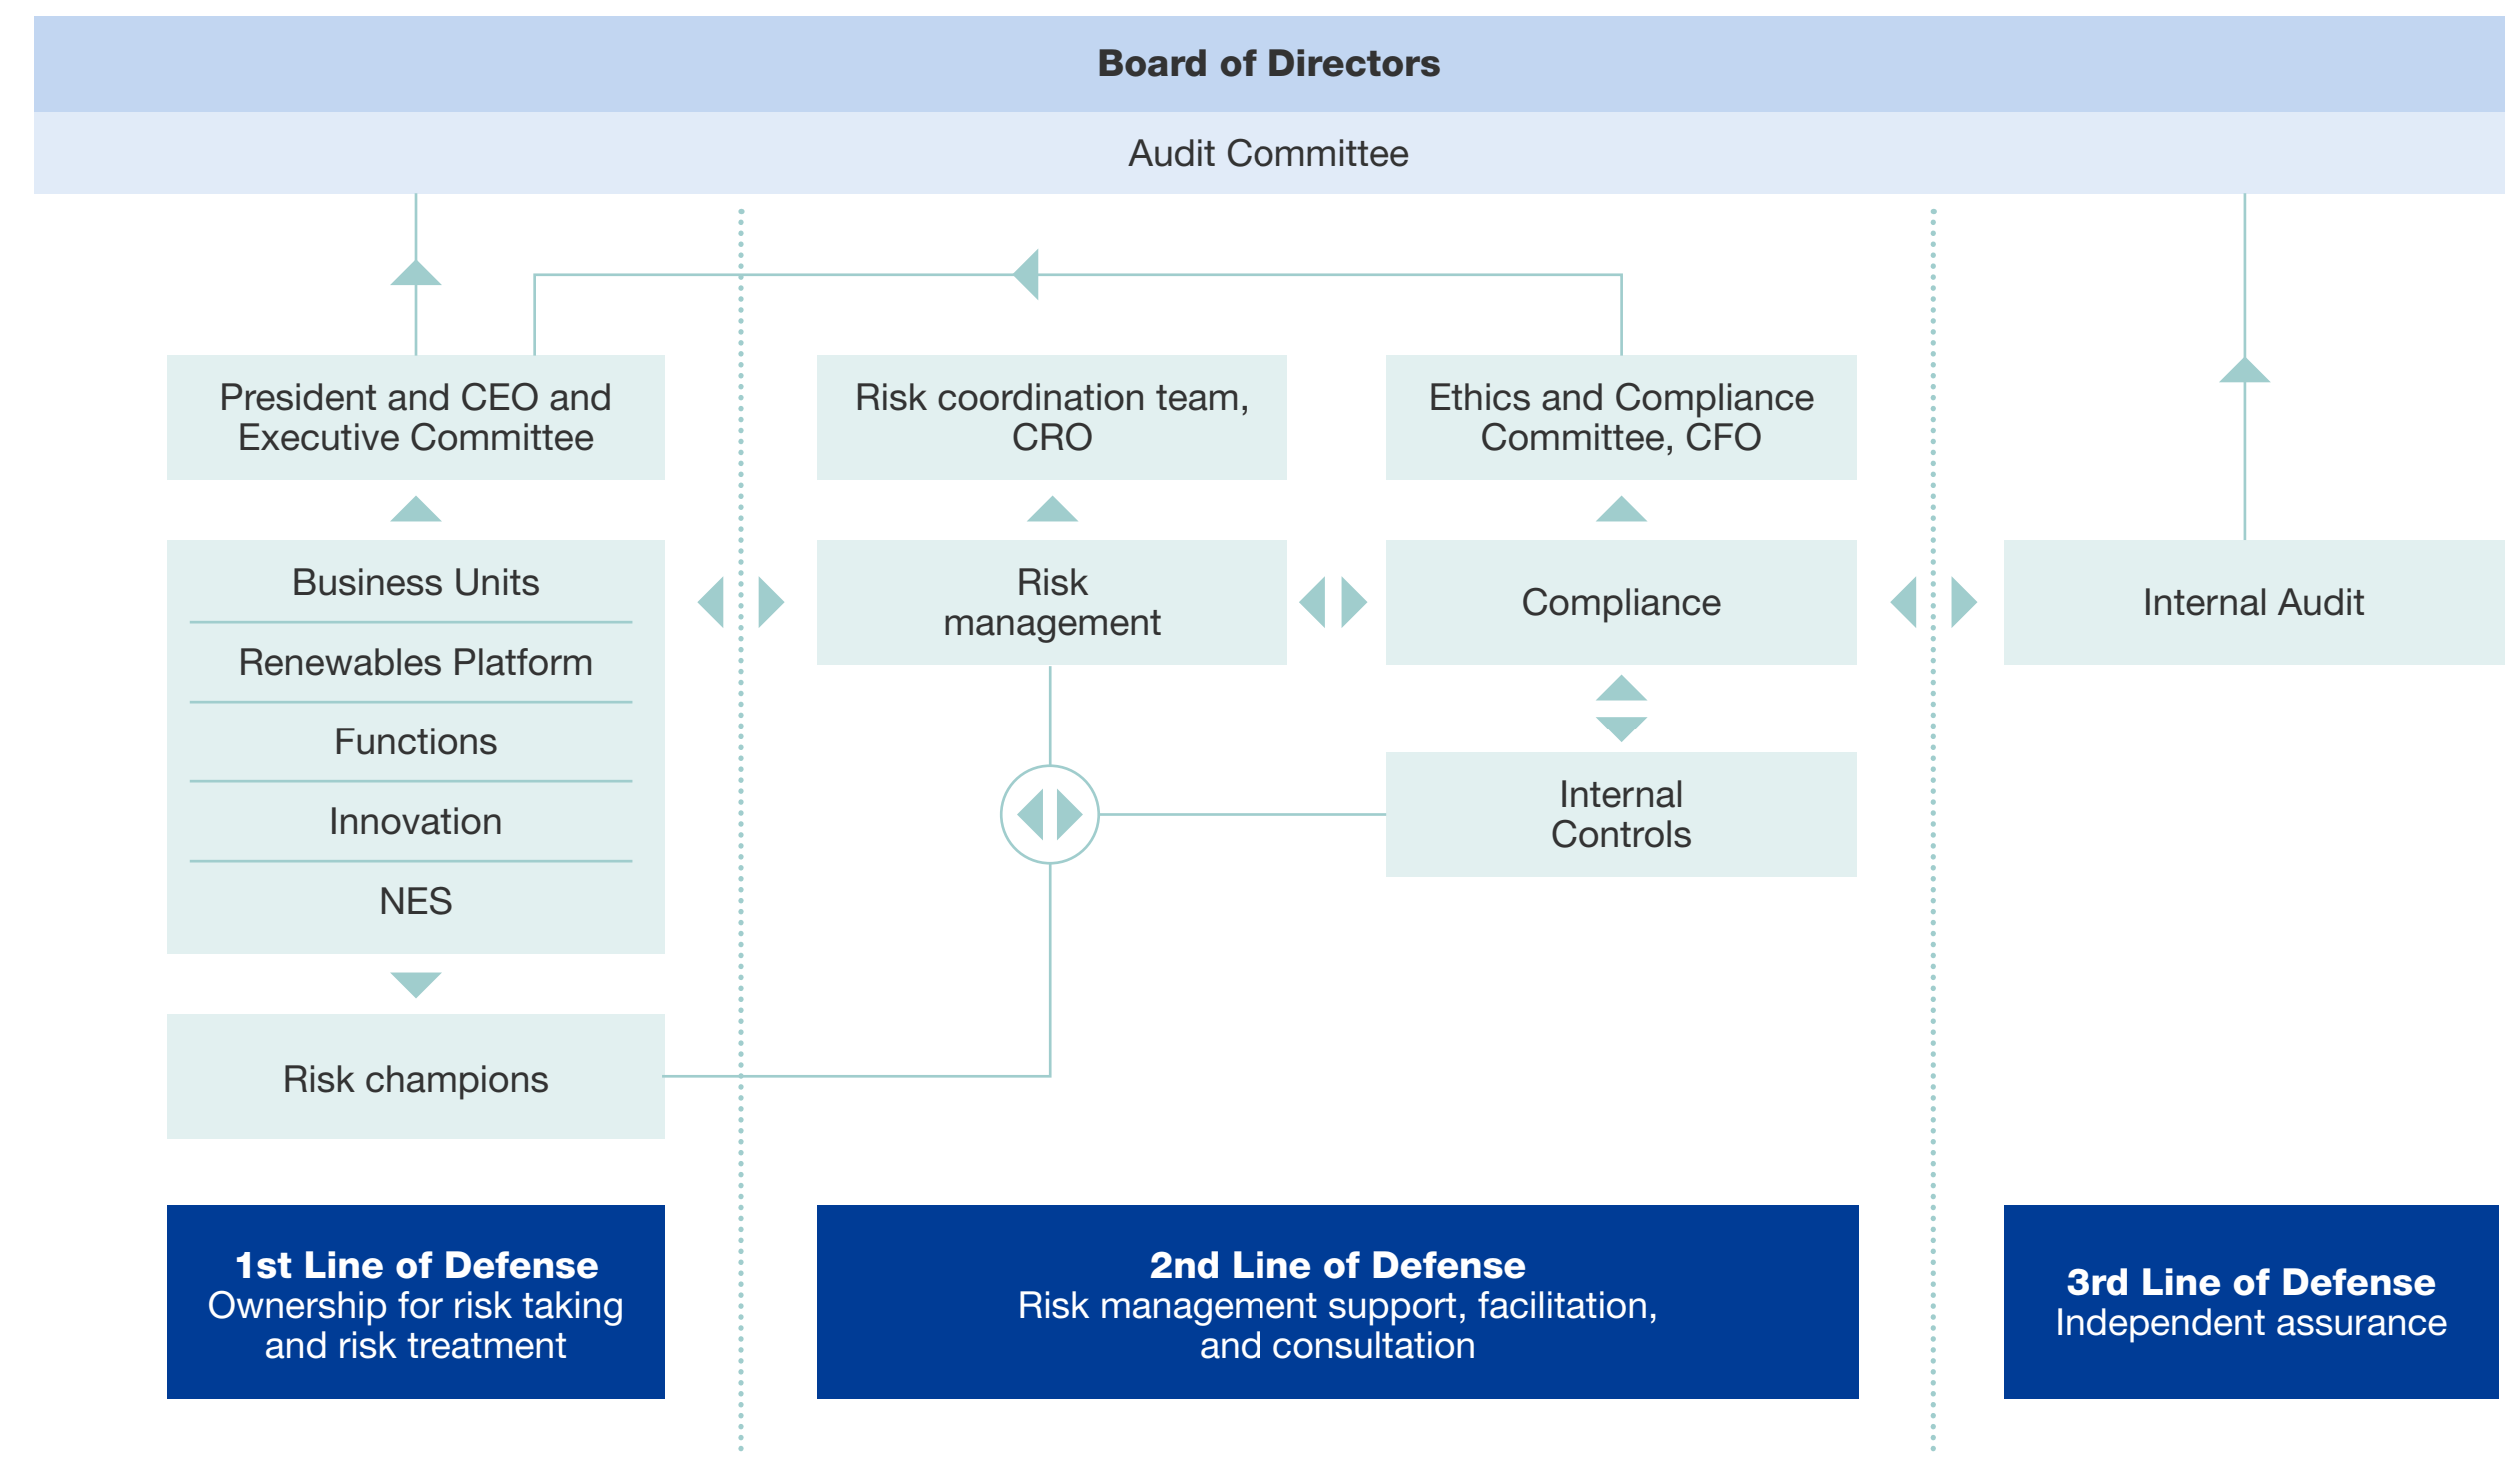 Board of Directors
Audit Committee
President and CEO and
Executive Committee
Business Units
Renewables Platform
Functions
Innovation
NES
Risk champions
Risk coordination team,
CRO
Risk
management
Ethics and Compliance
Committee, CFO
Compliance
Internal
Controls
Internal Audit
1st Line of Defense
Ownership for risk taking
and risk treatment
2nd Line of Defense
Risk management support, facilitation,
and consultation
3rd Line of Defense
Independent assurance